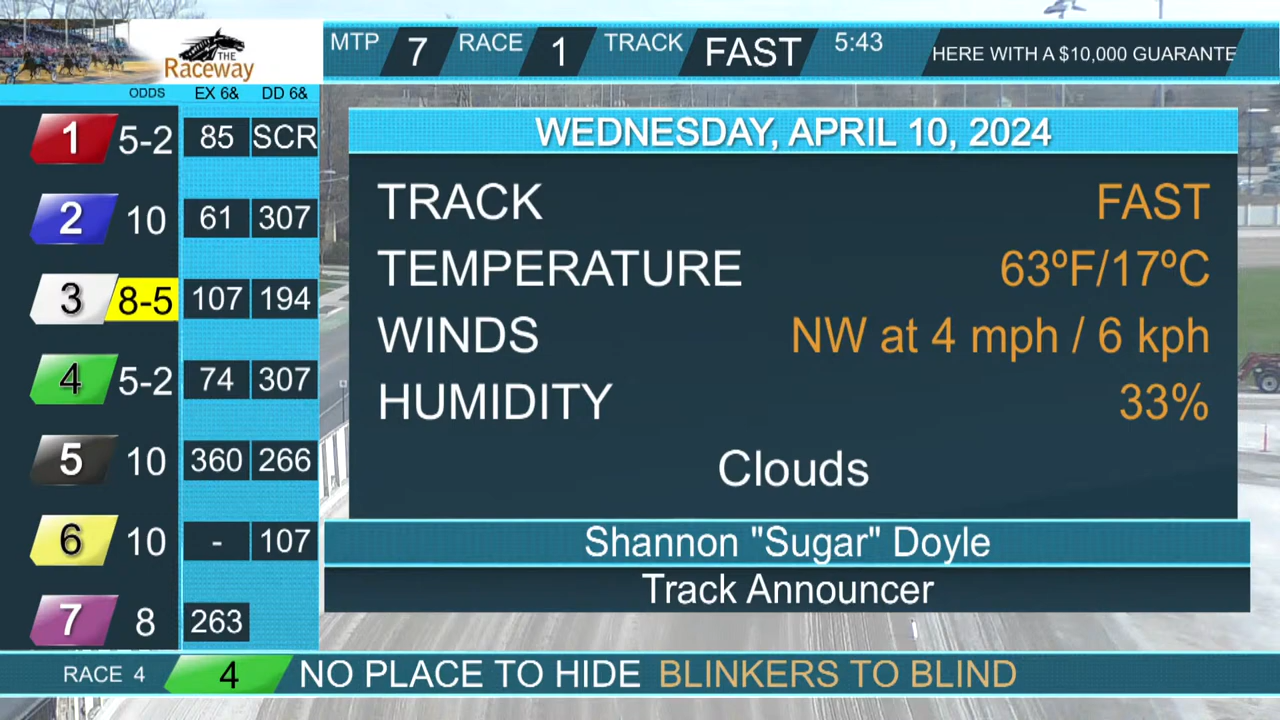 THE
Raceway
MTP 7 RACE 1 TRACK FAST 5:43 HERE WITH A $10,000 GUARANTE
ODDS EX 6& DD 6&
1 5-2 85 SCR
2 10 61 307
3 8-5 107 194
4 5-2 74 307
5 10 360 266
6 10 - 107
7 8 263
WEDNESDAY, APRIL 10, 2024
TRACK FAST
TEMPERATURE 63ºF/17ºC
WINDS NW at 4 mph / 6 kph
HUMIDITY 33%
Clouds
Shannon "Sugar" Doyle
Track Announcer
RACE 4 4 NO PLACE TO HIDE BLINKERS TO BLIND